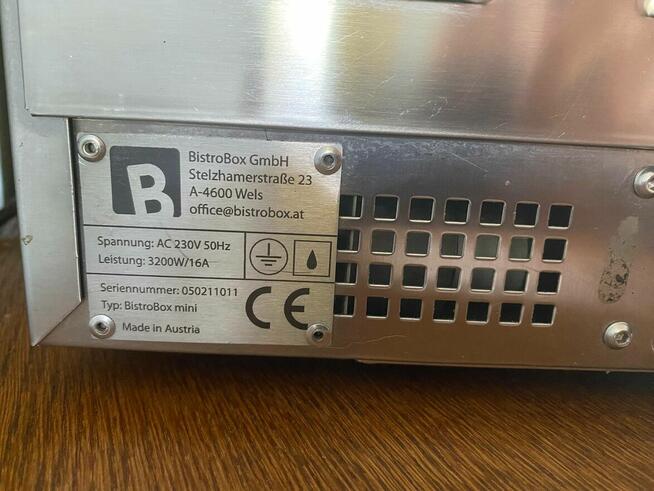 B
BistroBox GmbH
Stelzhamerstraße 23
A-4600 Wels
office@bistrobox.at
Spannung: AC 230V 50Hz
Leistung: 3200W/16A
Seriennummer: 050211011
Typ: BistroBox mini
CE
Made in Austria